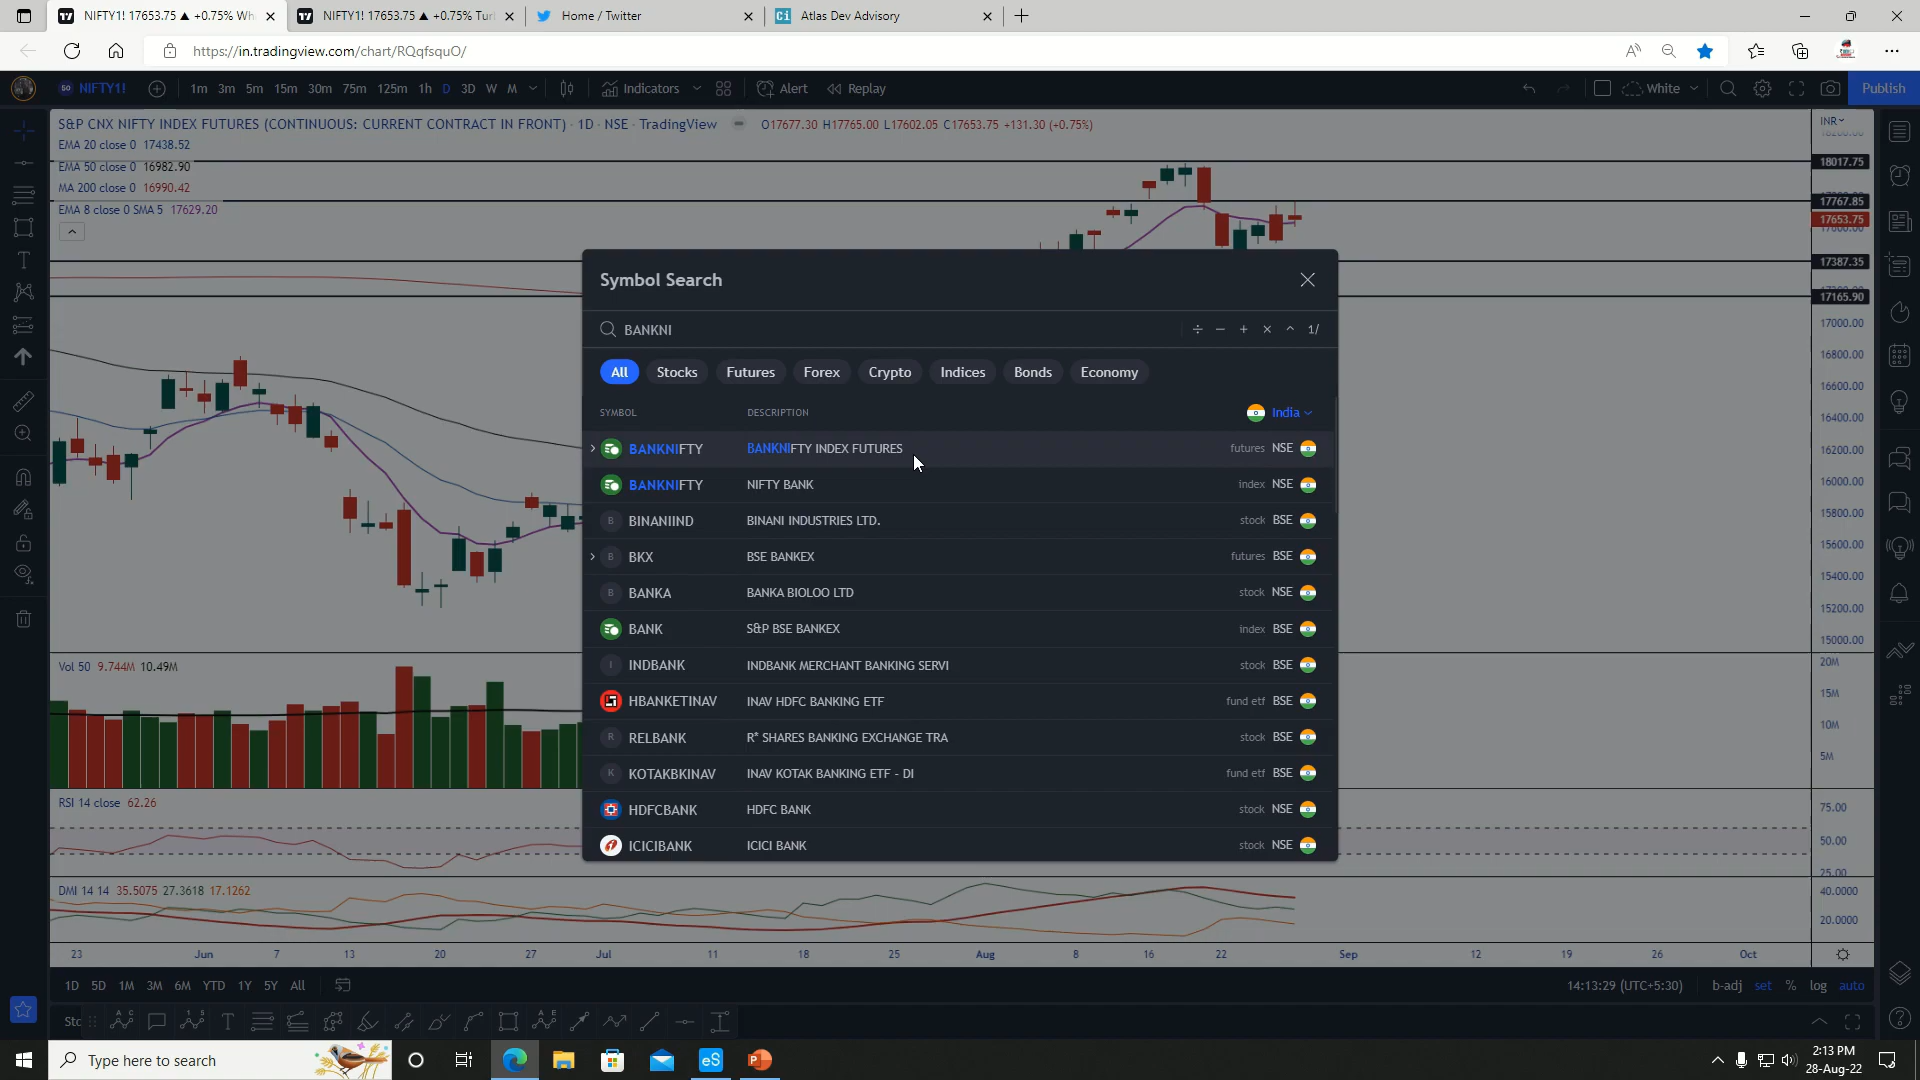 NIFTY1! 17653.75 ▲ +0.75% Wh
NIFTY1! 17653.75 ▲ +0.75% Tur
Home / Twitter
Atlas Dev Advisory
https://in.tradingview.com/chart/RQqfsquO/
50 NIFTY1! 1m 3m 5m 15m 30m 75m 125m 1h D 3D W M Indicators Alert Replay White Publish
S&P CNX NIFTY INDEX FUTURES (CONTINUOUS: CURRENT CONTRACT IN FRONT) · 1D · NSE · TradingView O17677.30 H17765.00 L17602.05 C17653.75 +131.30 (+0.75%)
INR
EMA 20 close 0 17438.52
EMA 50 close 0 16982.90
MA 200 close 0 16990.42
EMA 8 close 0 SMA 5 17629.20
18017.75
17767.85
17653.75
17387.35
17165.90
17000.00
16800.00
16600.00
16400.00
16200.00
16000.00
15800.00
15600.00
15400.00
15200.00
15000.00
Symbol Search
BANKNI
÷ − + × ^ 1/
All Stocks Futures Forex Crypto Indices Bonds Economy
SYMBOL DESCRIPTION India
BANKNIFTY BANKNIFTY INDEX FUTURES futures NSE
BANKNIFTY NIFTY BANK index NSE
B BINANIIND BINANI INDUSTRIES LTD. stock BSE
B BKX BSE BANKEX futures BSE
B BANKA BANKA BIOLOO LTD stock NSE
BANK S&P BSE BANKEX index BSE
I INDBANK INDBANK MERCHANT BANKING SERVI stock BSE
HBANKETINAV INAV HDFC BANKING ETF fund etf BSE
R RELBANK R* SHARES BANKING EXCHANGE TRA stock BSE
K KOTAKBKINAV INAV KOTAK BANKING ETF - DI fund etf BSE
HDFCBANK HDFC BANK stock NSE
ICICIBANK ICICI BANK stock NSE
Vol 50 9.744M 10.49M
20M
15M
10M
5M
RSI 14 close 62.26
75.00
50.00
25.00
DMI 14 14 35.5075 27.3618 17.1262
40.0000
20.0000
23 Jun 7 13 20 27 Jul 11 18 25 Aug 8 16 22 Sep 12 19 26 Oct
1D 5D 1M 3M 6M YTD 1Y 5Y All
14:13:29 (UTC+5:30) b-adj set % log auto
Type here to search
2:13 PM
28-Aug-22